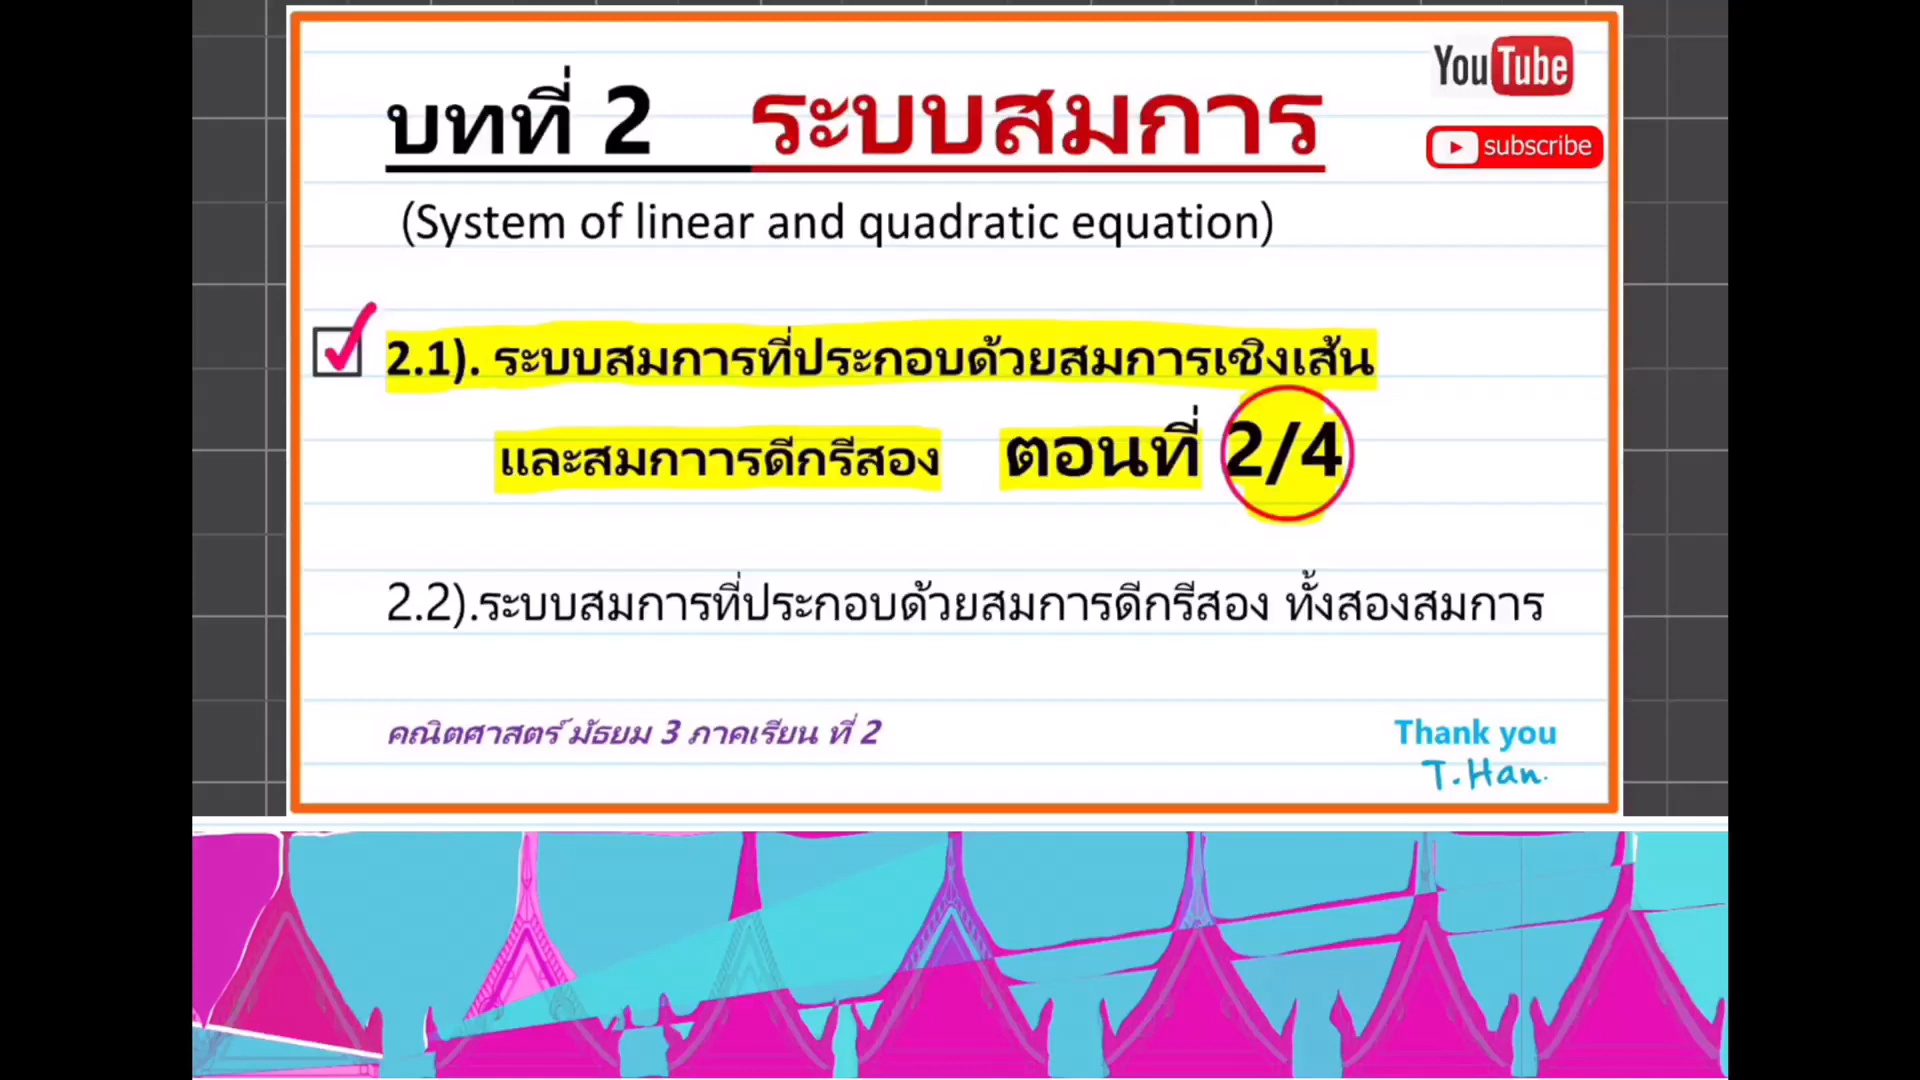 YouTube
บทที่ 2 ระบบสมการ
subscribe
(System of linear and quadratic equation)
2.1). ระบบสมการที่ประกอบด้วยสมการเชิงเส้น
และสมกาารดีกรีสอง ตอนที่ 2/4
2.2).ระบบสมการที่ประกอบด้วยสมการดีกรีสอง ทั้งสองสมการ
คณิตศาสตร์ มัธยม 3 ภาคเรียน ที่ 2
Thank you
T.Han.